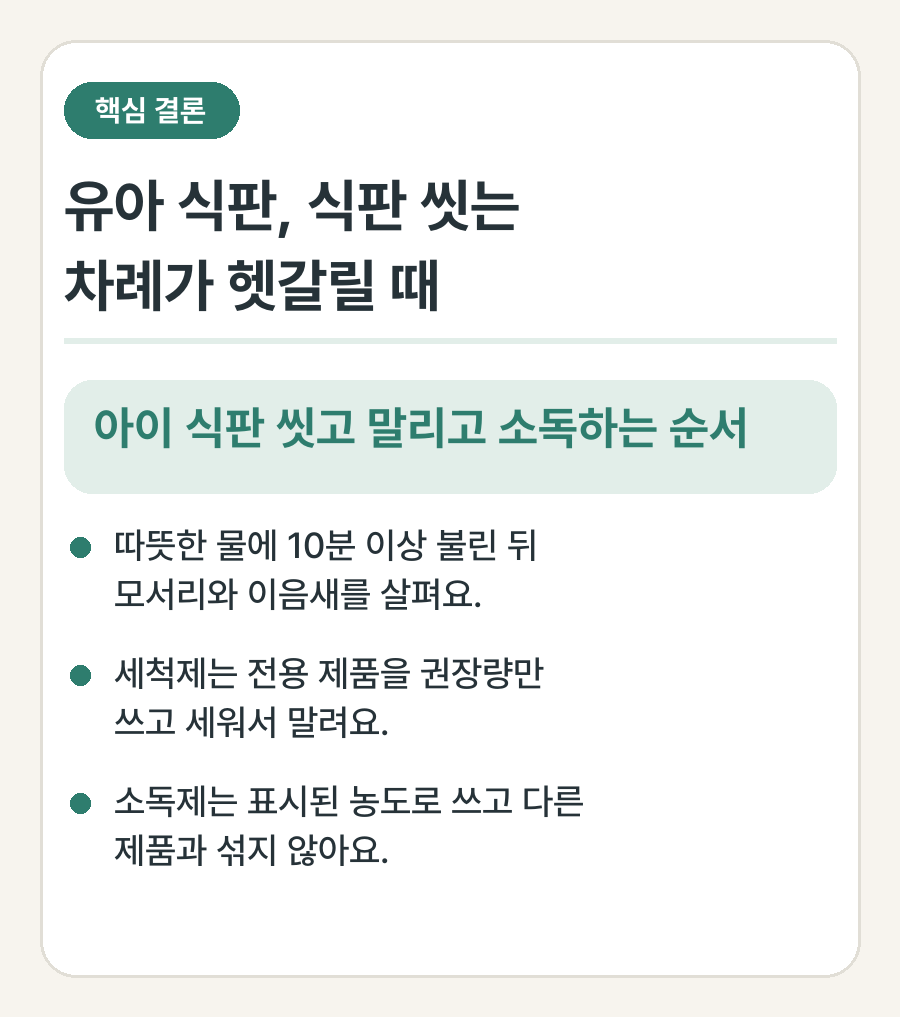 핵심 결론
유아 식판, 식판 씻는
차례가 헷갈릴 때
아이 식판 씻고 말리고 소독하는 순서
따뜻한 물에 10분 이상 불린 뒤
모서리와 이음새를 살펴요.
세척제는 전용 제품을 권장량만
쓰고 세워서 말려요.
소독제는 표시된 농도로 쓰고 다른
제품과 섞지 않아요.